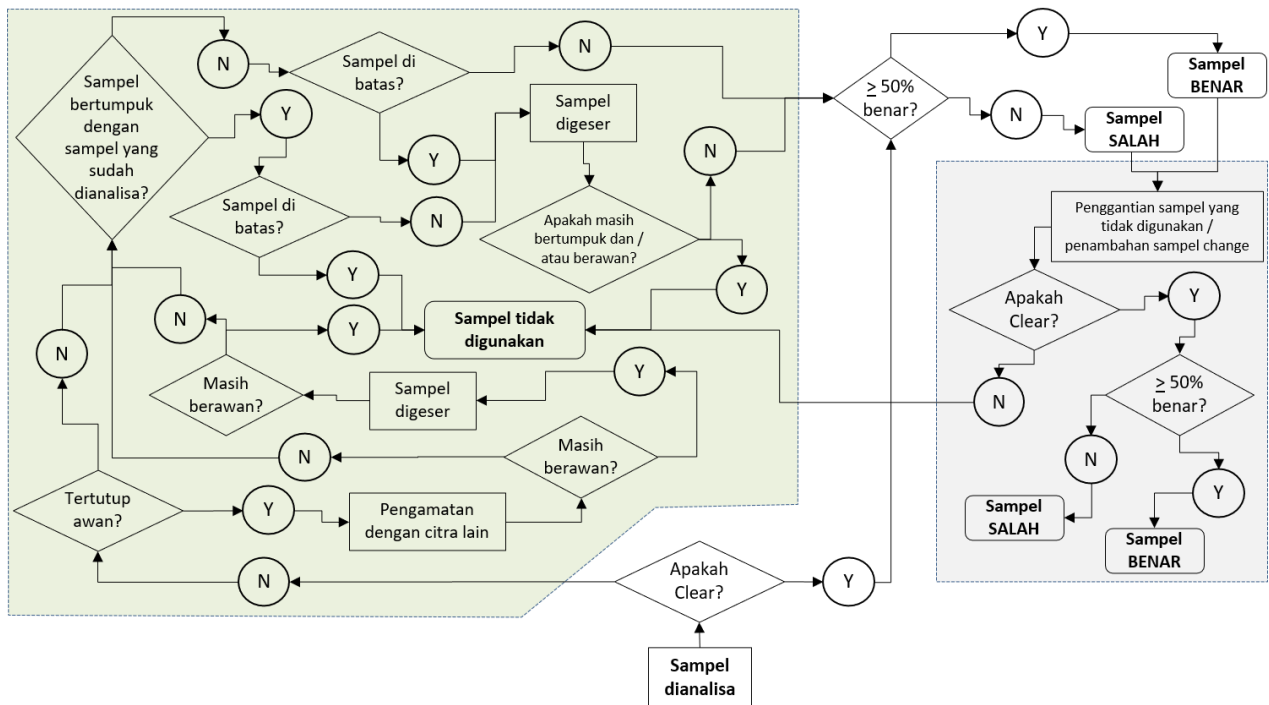 N
Sampel
bertumpuk
dengan
sampel yang
sudah
dianalisa?
Sampel di
batas?
N
Y
Sampel
digeser
Y
N
Sampel di
batas?
N
Apakah masih
bertumpuk dan /
atau berawan?
Y
Y
Y
N
Sampel tidak
digunakan
N
Masih
berawan?
Sampel
digeser
Y
N
Masih
berawan?
Tertutup
awan?
Y
Pengamatan
dengan citra lain
N
Apakah
Clear?
Y
Sampel
dianalisa
Y
≥ 50%
benar?
N
Sampel
BENAR
Sampel
SALAH
Penggantian sampel yang
tidak digunakan /
penambahan sampel change
Apakah
Clear?
Y
N
≥ 50%
benar?
N
Y
Sampel
SALAH
Sampel
BENAR